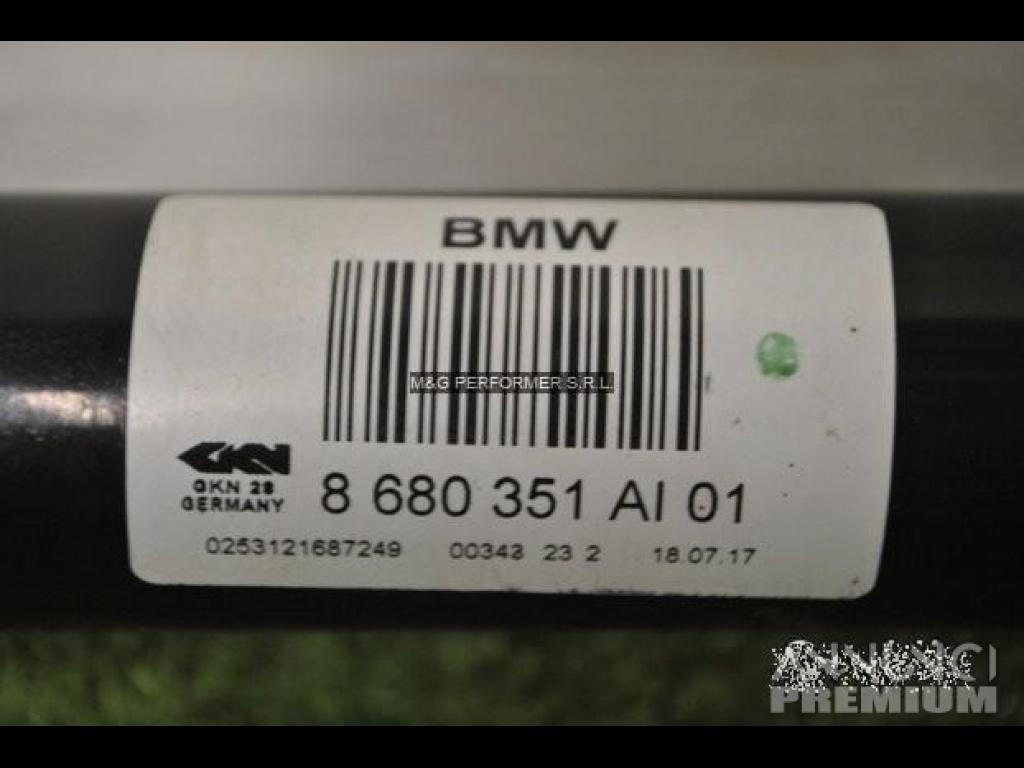 BMW
M&G PERFORMER S.R.L.
GKN
GKN 28
GERMANY
8 680 351 AI 01
0253121687249 00343 23 2 18.07.17
ANNUNCI
PREMIUM